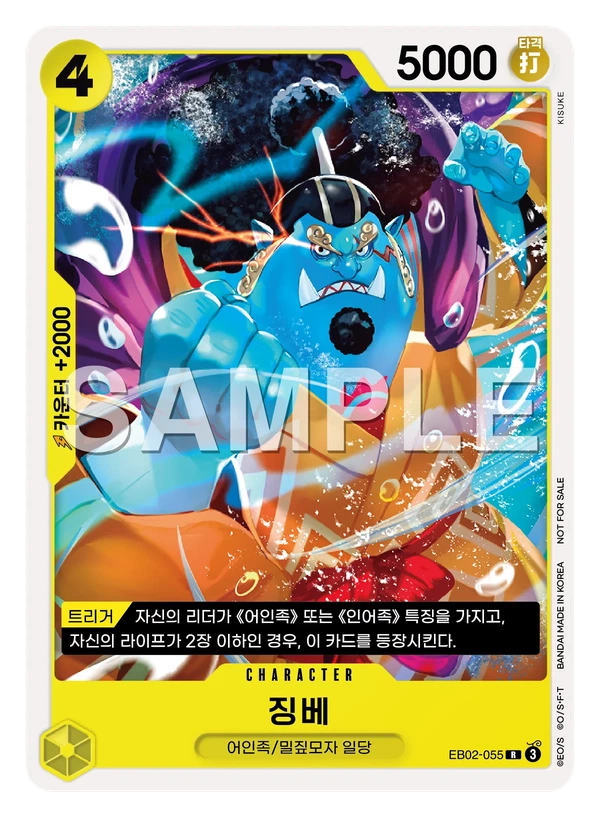 4
5000
타격
打
KISUKE
카운터 +2000
SAMPLE
트리거 자신의 리더가 《어인족》 또는 《인어족》 특징을 가지고,
자신의 라이프가 2장 이하인 경우, 이 카드를 등장시킨다.
CHARACTER
징베
어인족/밀짚모자 일당
EB02-055 R 3
©EO/S ©O/S·F·T BANDAI MADE IN KOREA NOT FOR SALE